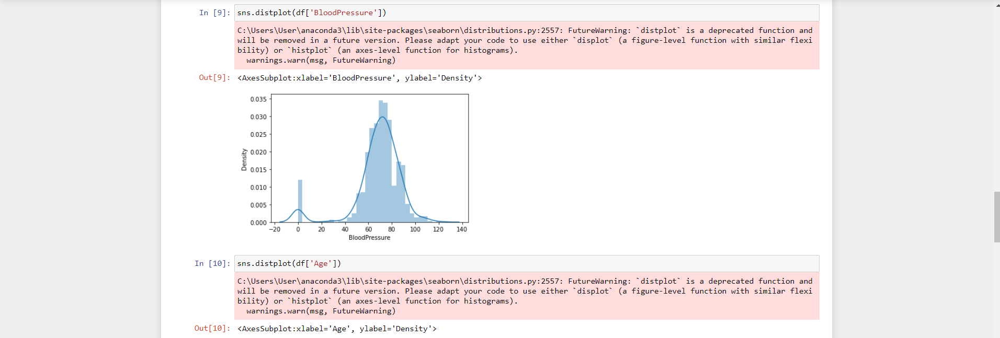 In [9]: sns.distplot(df['BloodPressure'])
C:\Users\User\anaconda3\lib\site-packages\seaborn\distributions.py:2557: FutureWarning: `distplot` is a deprecated function and
will be removed in a future version. Please adapt your code to use either `displot` (a figure-level function with similar flexi
bility) or `histplot` (an axes-level function for histograms).
  warnings.warn(msg, FutureWarning)
Out[9]: <AxesSubplot:xlabel='BloodPressure', ylabel='Density'>
0.035
0.030
0.025
0.020
0.015
0.010
0.005
0.000
Density
−20 0 20 40 60 80 100 120 140
BloodPressure
In [10]: sns.distplot(df['Age'])
C:\Users\User\anaconda3\lib\site-packages\seaborn\distributions.py:2557: FutureWarning: `distplot` is a deprecated function and
will be removed in a future version. Please adapt your code to use either `displot` (a figure-level function with similar flexi
bility) or `histplot` (an axes-level function for histograms).
  warnings.warn(msg, FutureWarning)
Out[10]: <AxesSubplot:xlabel='Age', ylabel='Density'>